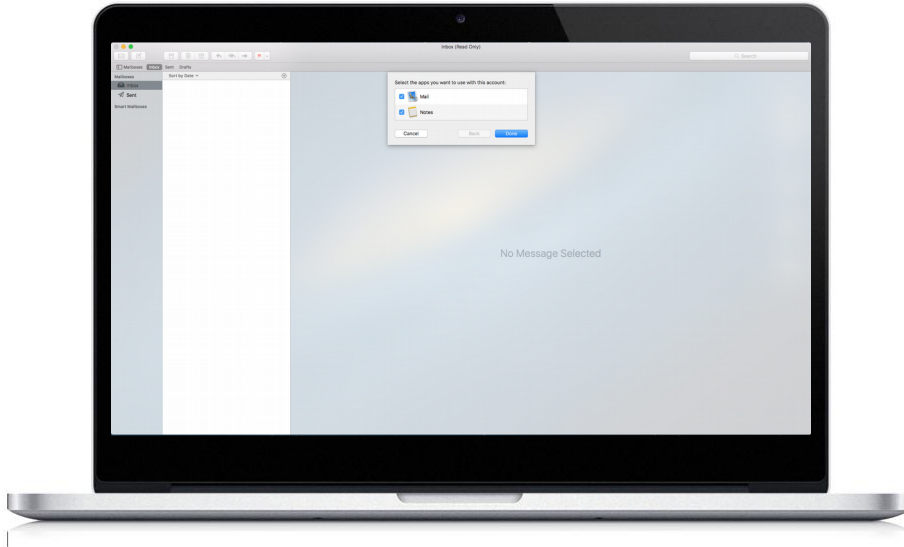 Inbox (Read Only)
Search
Mailboxes Inbox Sent Drafts
Mailboxes
Inbox
Sent
Smart Mailboxes
Sort by Date
Select the apps you want to use with this account:
Mail
Notes
Cancel Back Done
No Message Selected